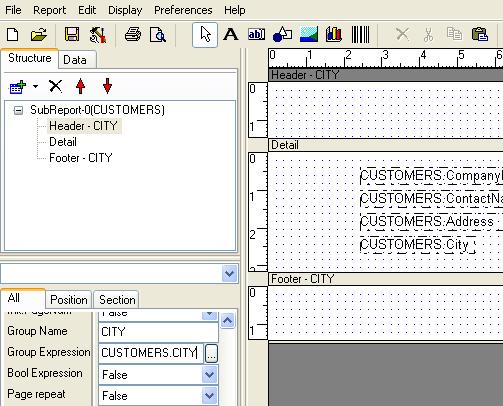 File Report Edit Display Preferences Help
A ab
Structure Data
0 1 2 3 4 5 6
Header - CITY
SubReport-0(CUSTOMERS)
Header - CITY
Detail
Footer - CITY
0
1
Detail
0
CUSTOMERS.Company
1
CUSTOMERS.ContactNa
CUSTOMERS.Address
2
CUSTOMERS.City
Footer - CITY
0
1
All Position Section
False
Group Name CITY
Group Expression CUSTOMERS.CITY ...
Bool Expression False
Page repeat False